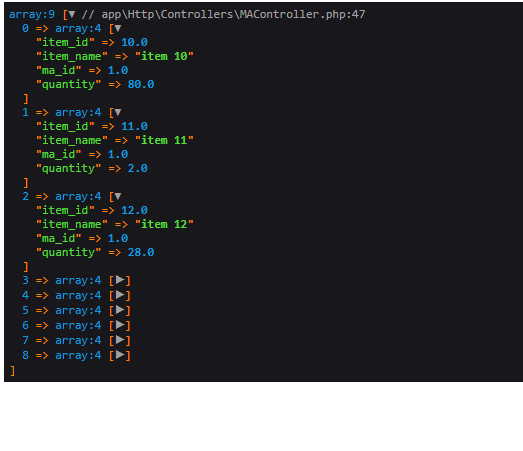 array:9 [▼ // app\Http\Controllers\MAController.php:47
0 => array:4 [▼
"item_id" => 10.0
"item_name" => "item 10"
"ma_id" => 1.0
"quantity" => 80.0
]
1 => array:4 [▼
"item_id" => 11.0
"item_name" => "item 11"
"ma_id" => 1.0
"quantity" => 2.0
]
2 => array:4 [▼
"item_id" => 12.0
"item_name" => "item 12"
"ma_id" => 1.0
"quantity" => 28.0
]
3 => array:4 [▶]
4 => array:4 [▶]
5 => array:4 [▶]
6 => array:4 [▶]
7 => array:4 [▶]
8 => array:4 [▶]
]